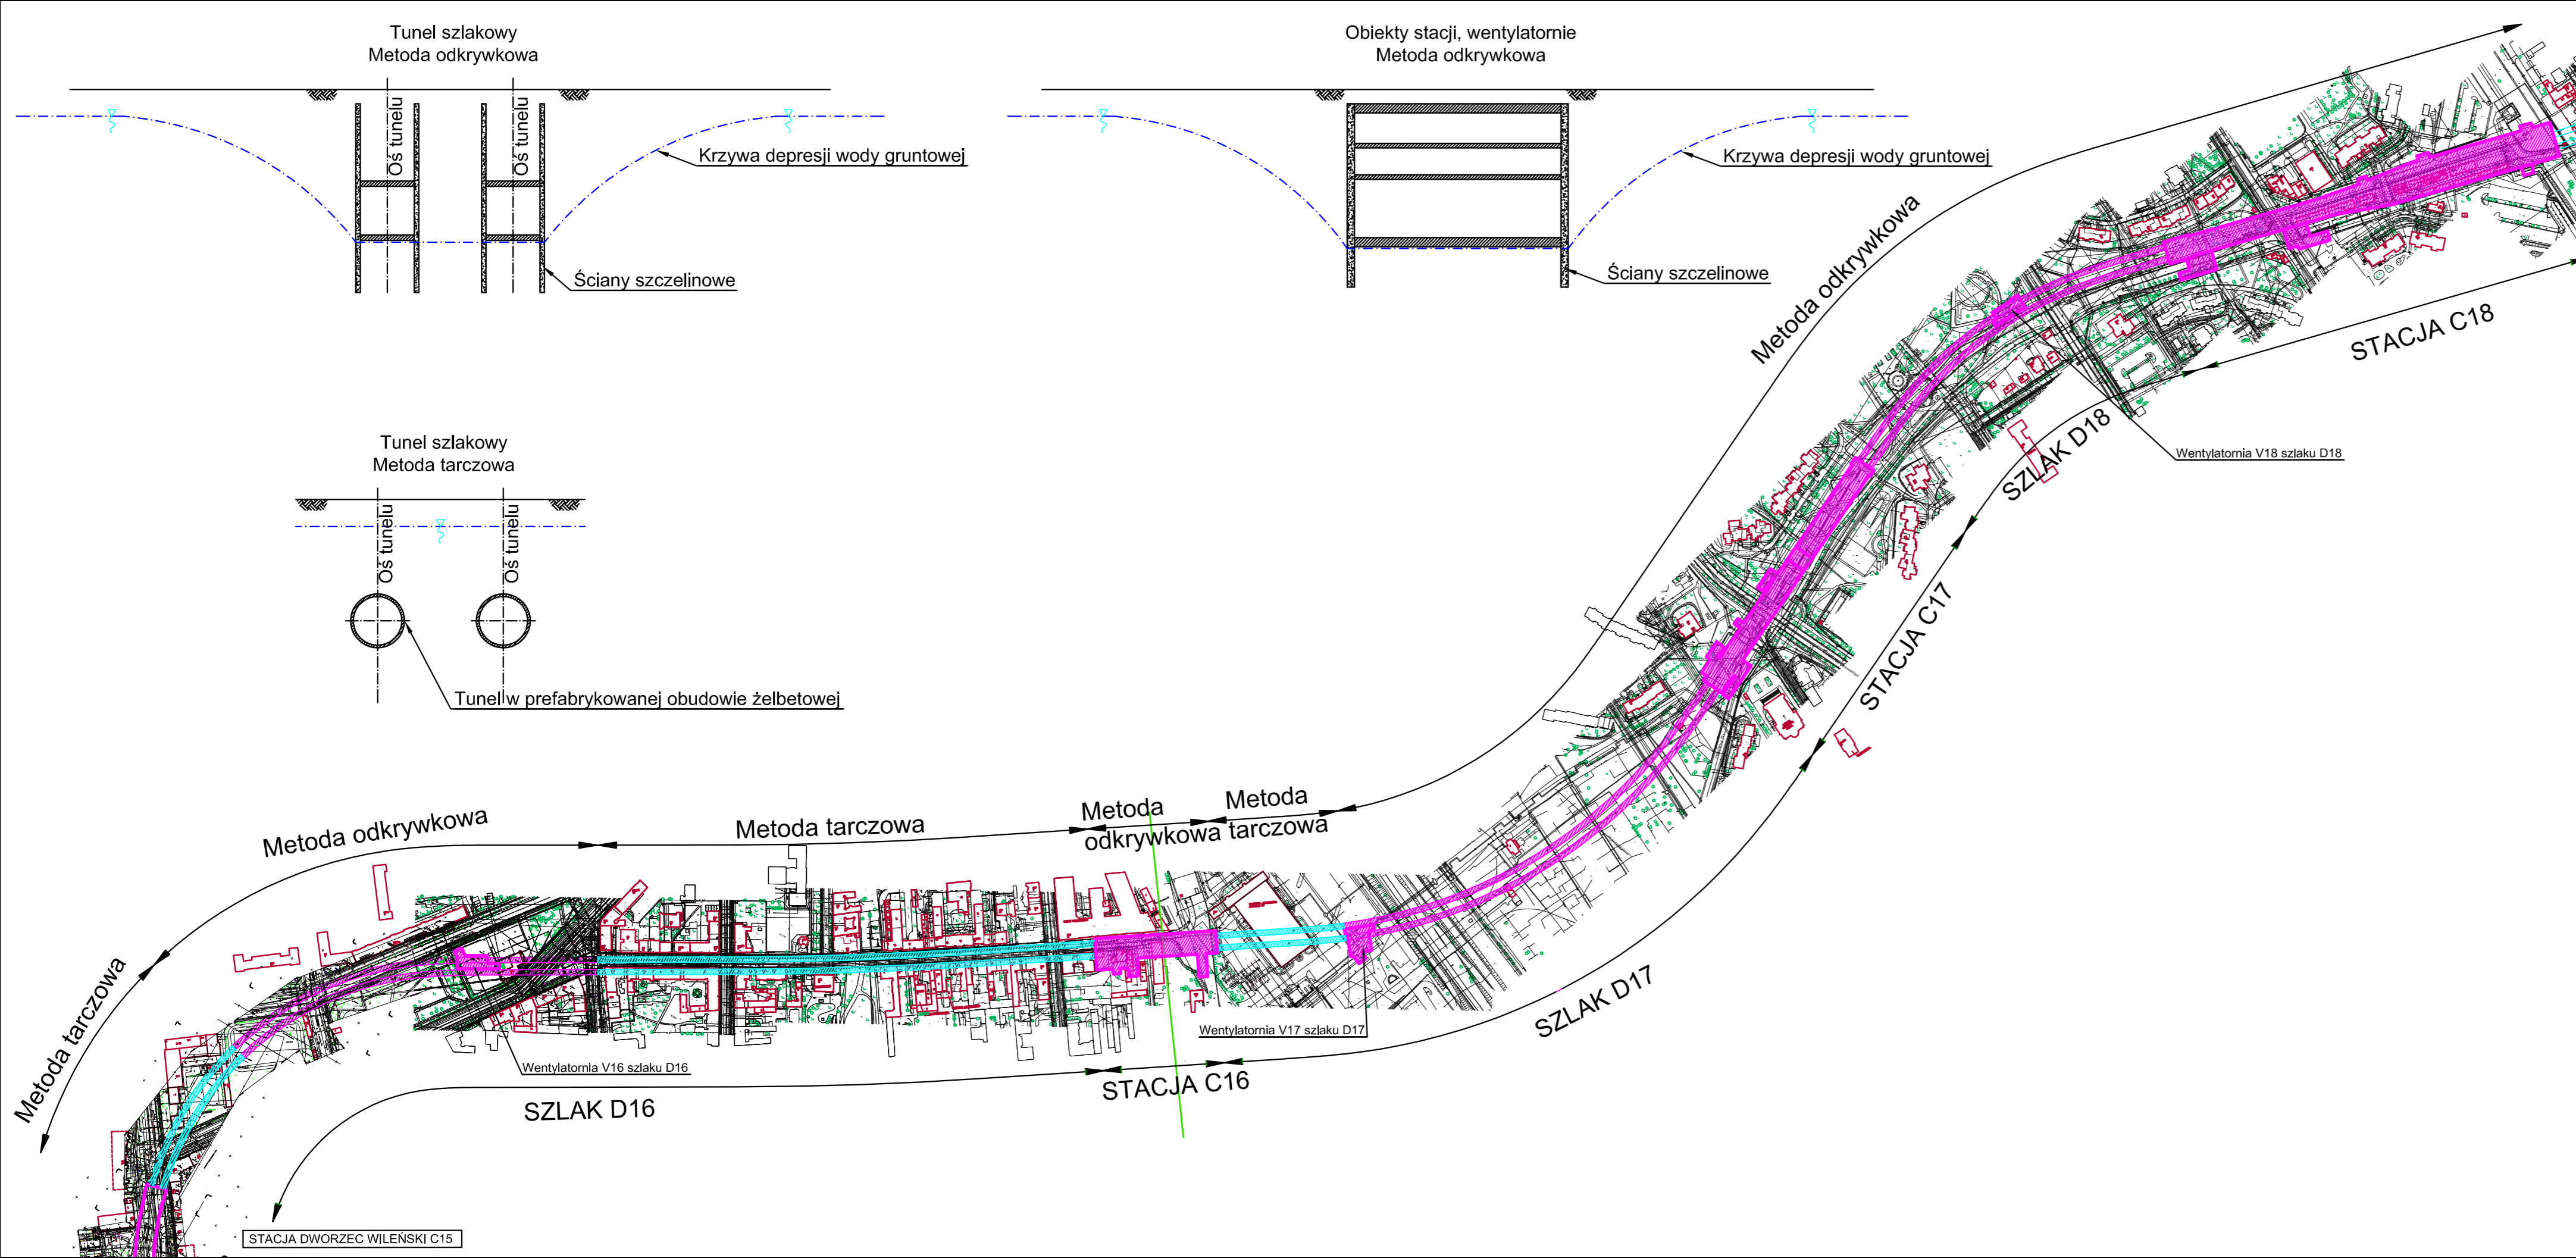 Tunel szlakowy
Metoda odkrywkowa
Oś tunelu
Oś tunelu
Krzywa depresji wody gruntowej
Ściany szczelinowe
Obiekty stacji, wentylatornie
Metoda odkrywkowa
Krzywa depresji wody gruntowej
Ściany szczelinowe
Tunel szlakowy
Metoda tarczowa
Oś tunelu
Oś tunelu
Tunel w prefabrykowanej obudowie żelbetowej
Metoda odkrywkowa
STACJA C18
SZLAK D18
Wentylatornia V18 szlaku D18
STACJA C17
Metoda tarczowa
Metoda odkrywkowa
Metoda tarczowa
Metoda
odkrywkowa
Metoda
tarczowa
SZLAK D17
Wentylatornia V17 szlaku D17
Wentylatornia V16 szlaku D16
STACJA C16
SZLAK D16
STACJA DWORZEC WILEŃSKI C15